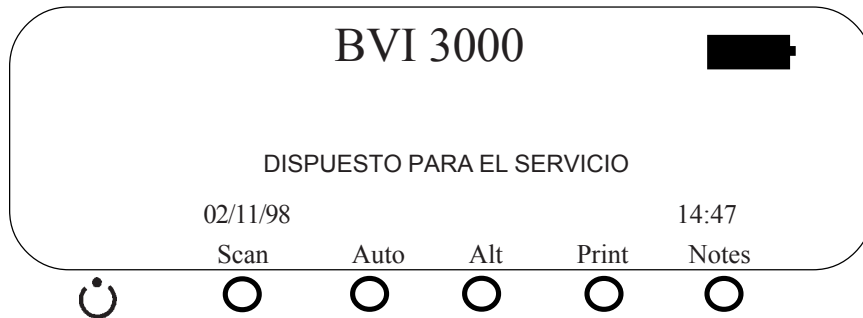 BVI 3000
DISPUESTO PARA EL SERVICIO
02/11/98 14:47
Scan Auto Alt Print Notes